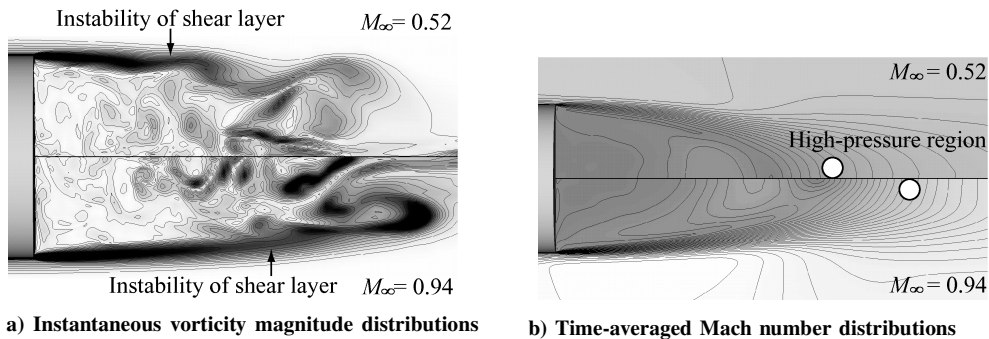 Instability of shear layer
M∞= 0.52
Instability of shear layer
M∞= 0.94
a) Instantaneous vorticity magnitude distributions
M∞= 0.52
High-pressure region
M∞= 0.94
b) Time-averaged Mach number distributions